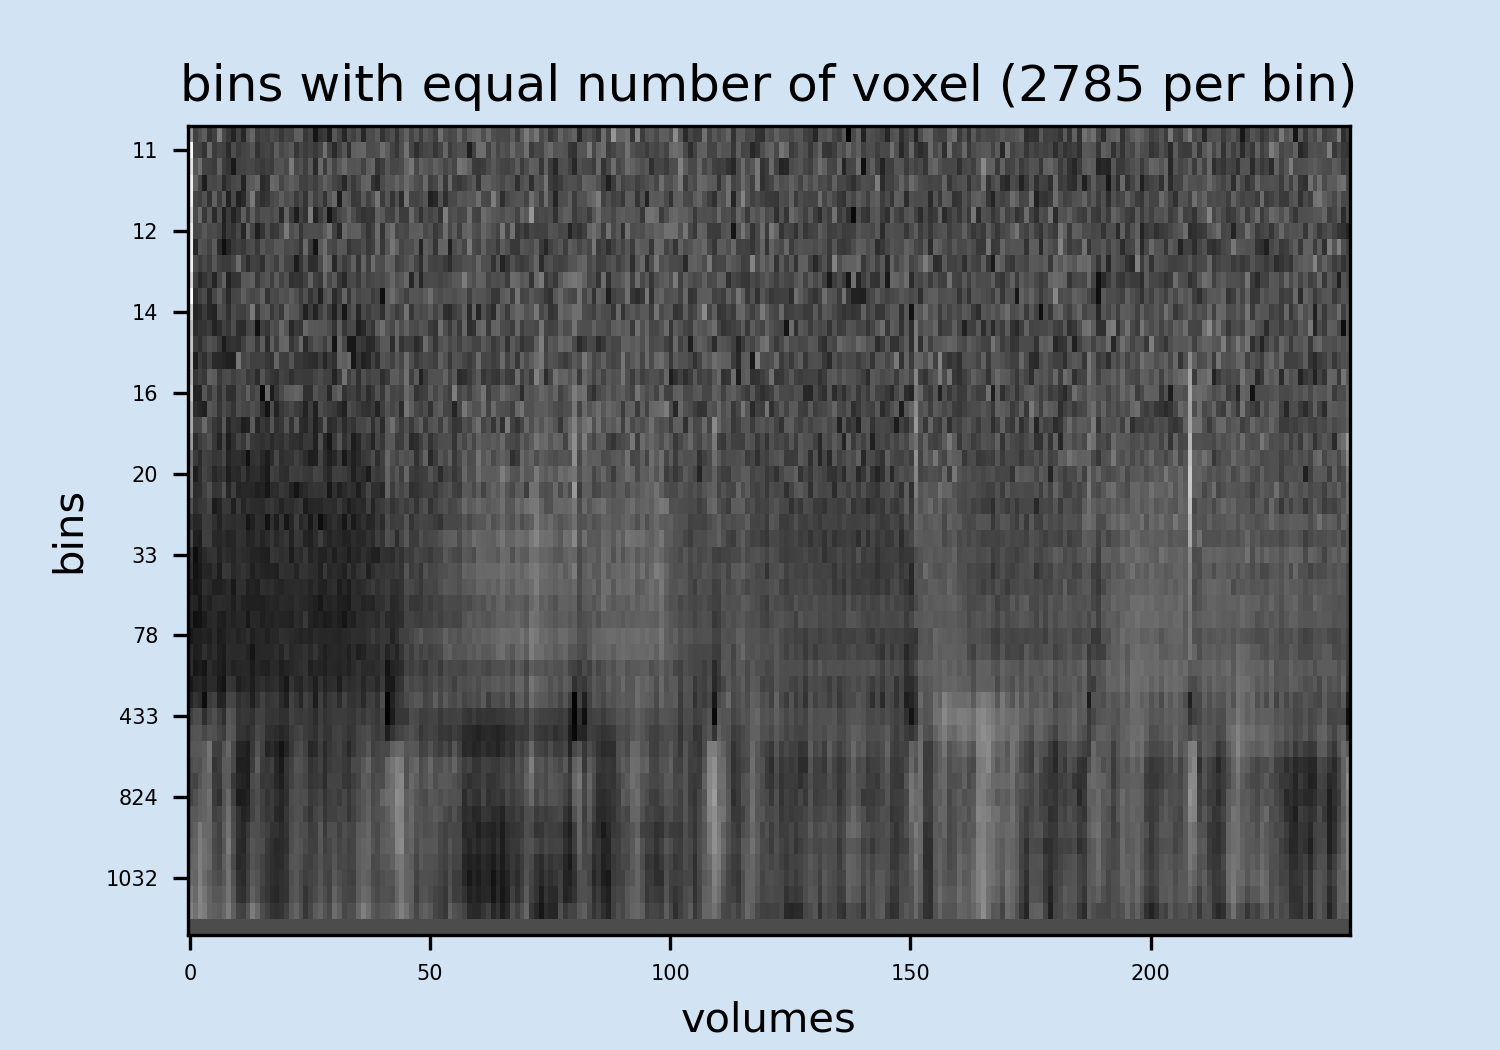 bins with equal number of voxel (2785 per bin)
bins
11
12
14
16
20
33
78
433
824
1032
0 50 100 150 200
volumes